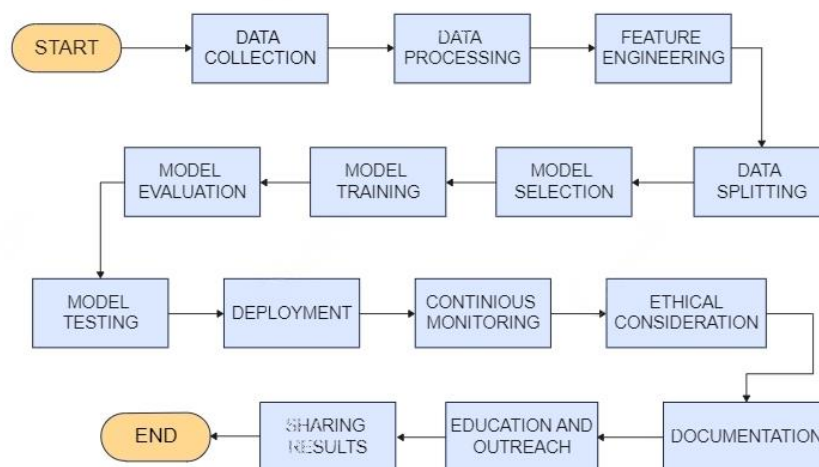 START
DATA
COLLECTION
DATA
PROCESSING
FEATURE
ENGINEERING
MODEL
EVALUATION
MODEL
TRAINING
MODEL
SELECTION
DATA
SPLITTING
MODEL
TESTING
DEPLOYMENT
CONTINIOUS
MONITORING
ETHICAL
CONSIDERATION
END
SHARING
RESULTS
EDUCATION AND
OUTREACH
DOCUMENTATION